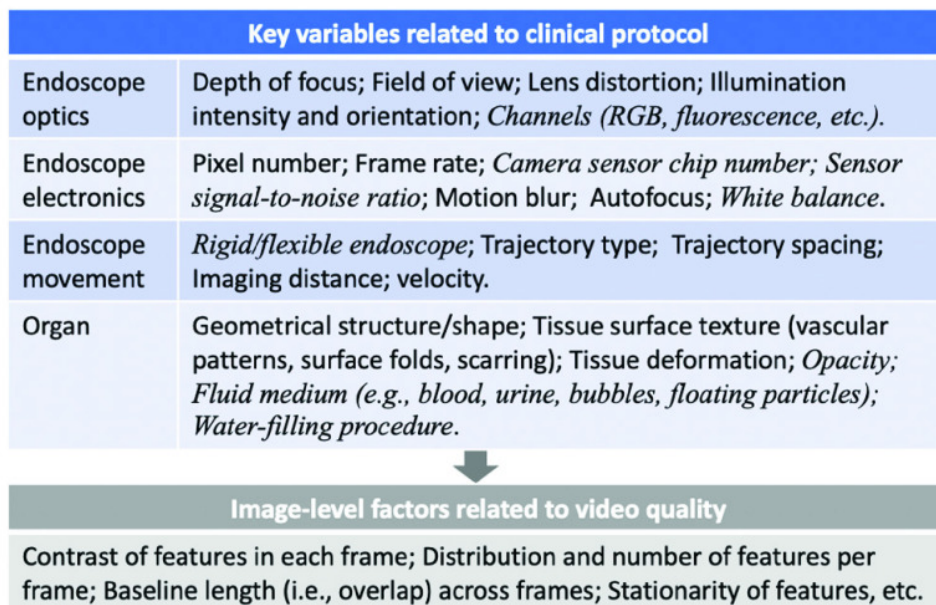 Key variables related to clinical protocol
Endoscope
optics
Depth of focus; Field of view; Lens distortion; Illumination
intensity and orientation; Channels (RGB, fluorescence, etc.).
Endoscope
electronics
Pixel number; Frame rate; Camera sensor chip number; Sensor
signal-to-noise ratio; Motion blur; Autofocus; White balance.
Endoscope
movement
Rigid/flexible endoscope; Trajectory type; Trajectory spacing;
Imaging distance; velocity.
Organ
Geometrical structure/shape; Tissue surface texture (vascular
patterns, surface folds, scarring); Tissue deformation; Opacity;
Fluid medium (e.g., blood, urine, bubbles, floating particles);
Water-filling procedure.
Image-level factors related to video quality
Contrast of features in each frame; Distribution and number of features per
frame; Baseline length (i.e., overlap) across frames; Stationarity of features, etc.